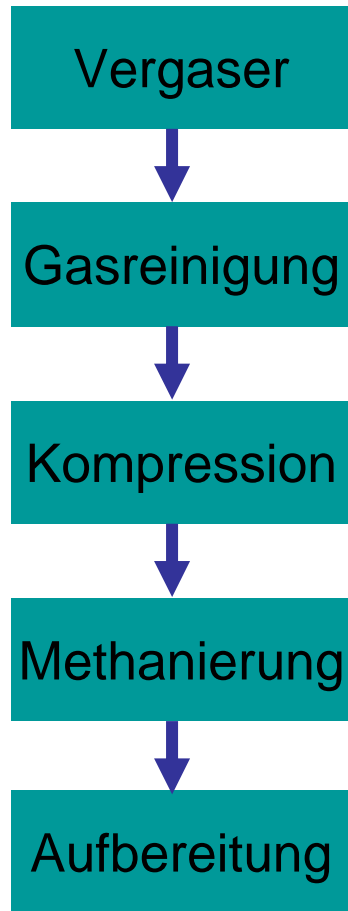 Vergaser
Gasreinigung
Kompression
Methanierung
Aufbereitung